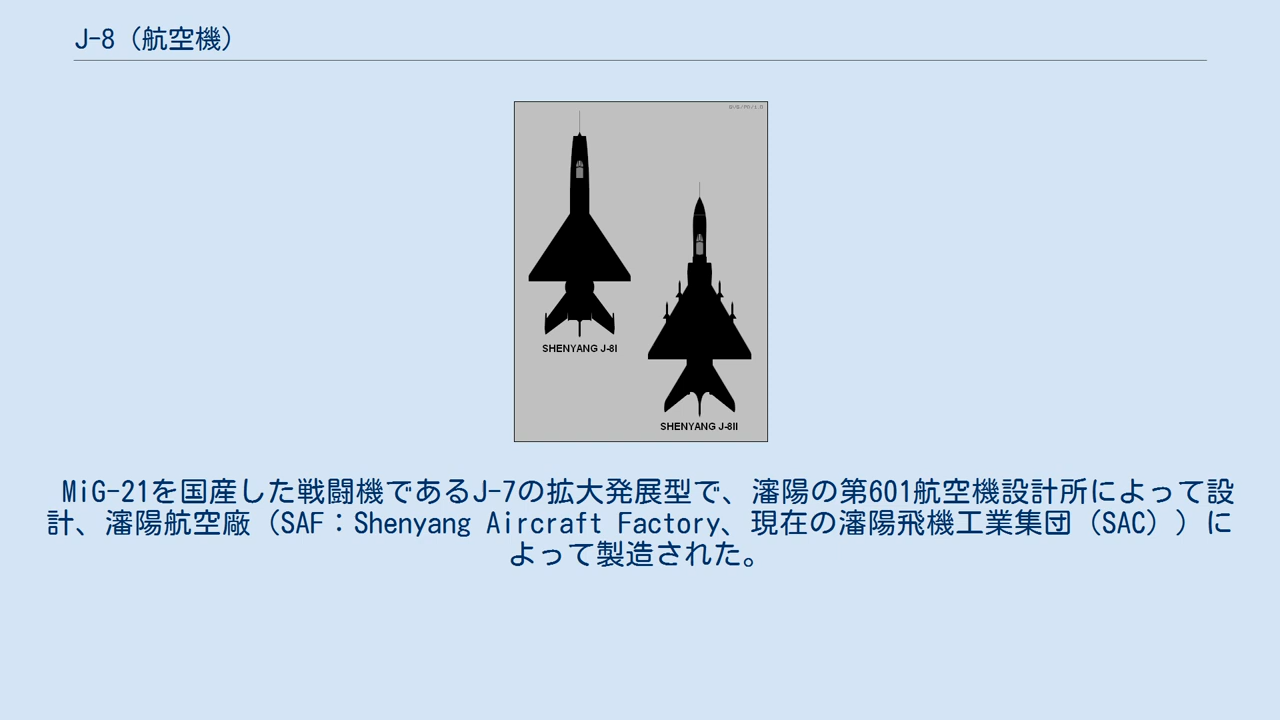 J-8（航空機）
SHENYANG J-8I
SHENYANG J-8II
MiG-21を国産した戦闘機であるJ-7の拡大発展型で、瀋陽の第601航空機設計所によって設
計、瀋陽航空廠（SAF：Shenyang Aircraft Factory、現在の瀋陽飛機工業集団（SAC））に
よって製造された。